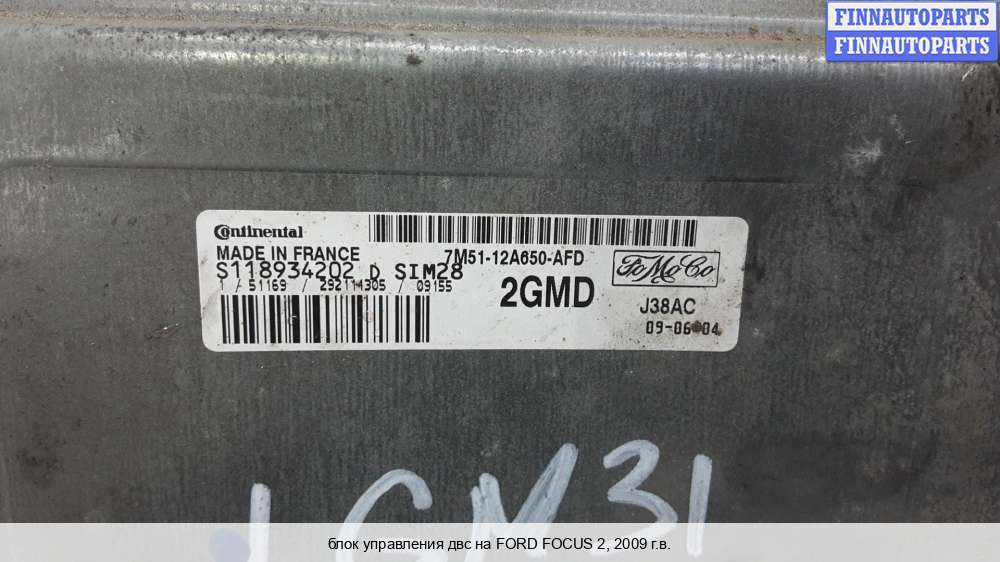 FINNAUTOPARTS
FINNAUTOPARTS
Continental
MADE IN FRANCE
7M51-12A650-AFD
S118934202 D SIM28
1 / 51169 / 292111305 / 09155
2GMD
FoMoCo
J38AC
09-06-04
блок управления двс на FORD FOCUS 2, 2009 г.в.